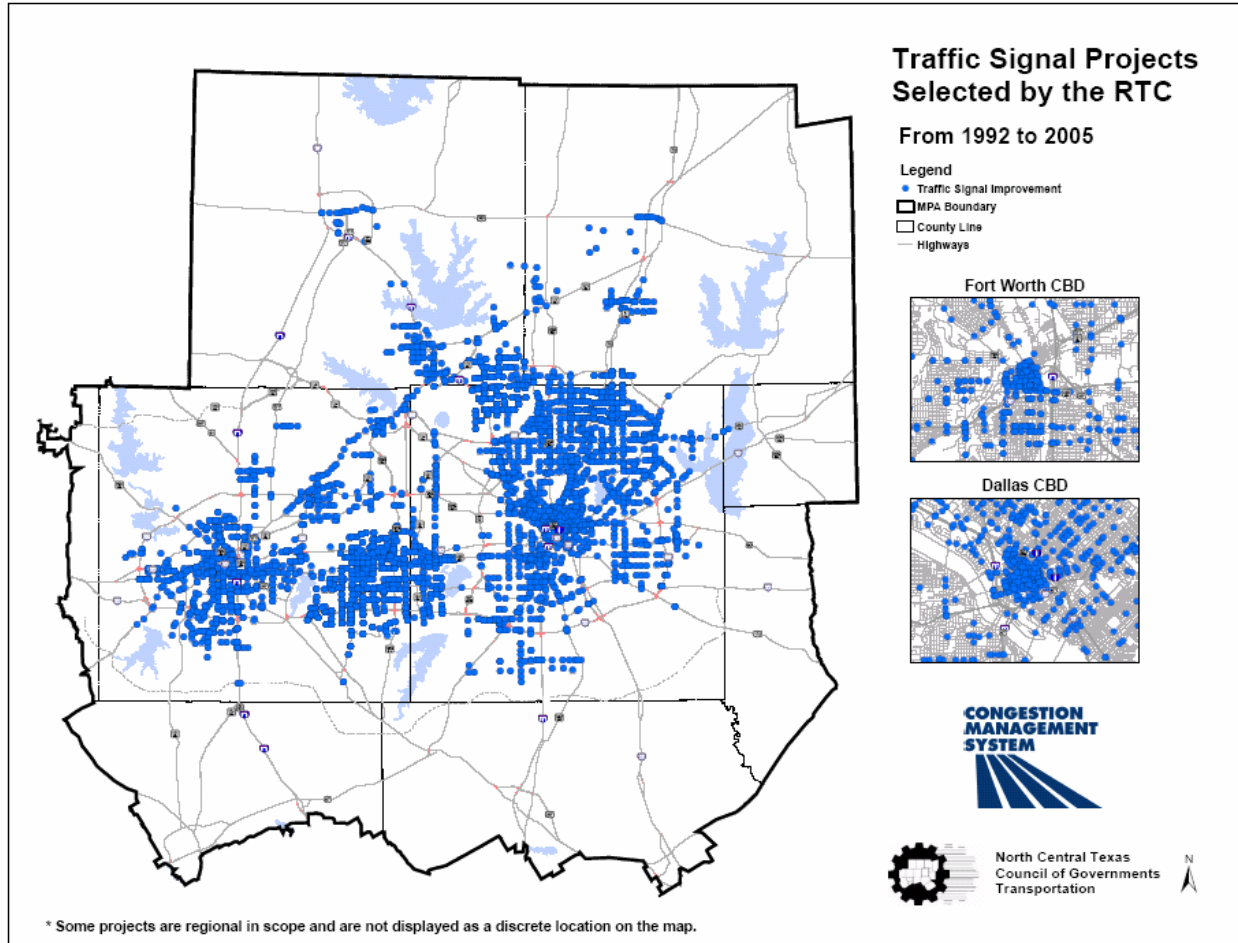 Traffic Signal Projects
Selected by the RTC
From 1992 to 2005
Legend
Traffic Signal Improvement
MPA Boundary
County Line
Highways
Fort Worth CBD
Dallas CBD
CONGESTION
MANAGEMENT
SYSTEM
North Central Texas
Council of Governments
Transportation
N
* Some projects are regional in scope and are not displayed as a discrete location on the map.